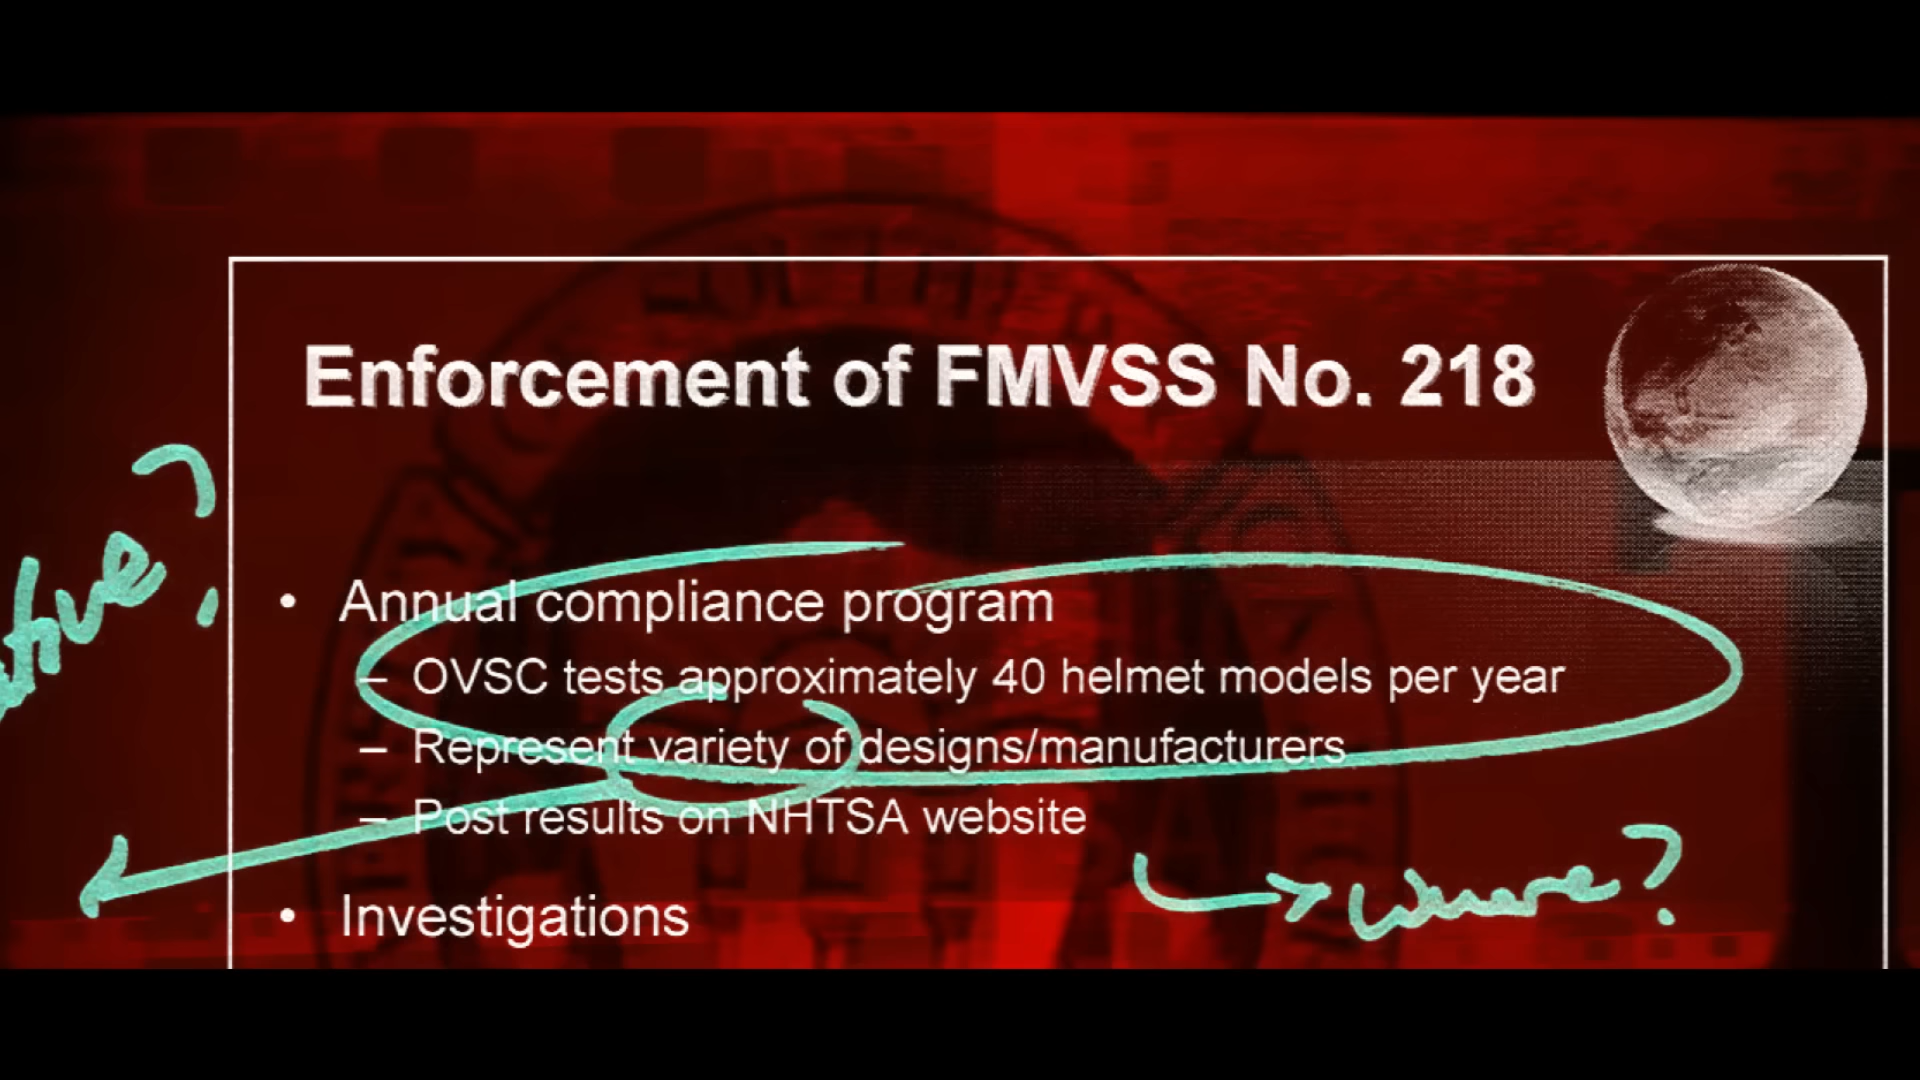 Enforcement of FMVSS No. 218
• Annual compliance program
– OVSC tests approximately 40 helmet models per year
– Represent variety of designs/manufacturers
– Post results on NHTSA website
where?
• Investigations